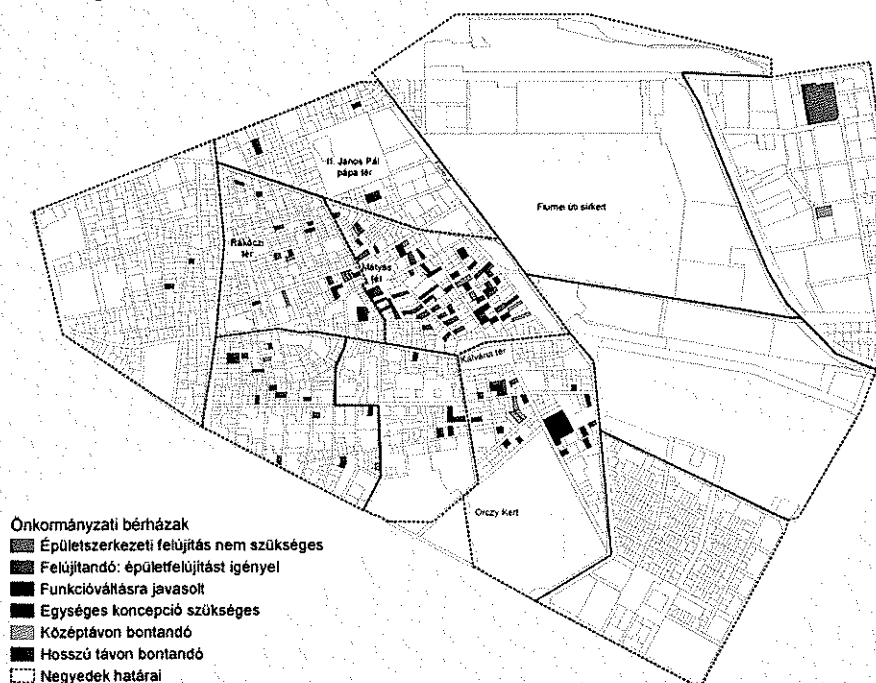 II. János Pál
pápa tér
Fiumei úti sírkert
Rákóczi
tér
Mátyás
tér
Kálvária tér
Orczy Kert
Önkormányzati bérházak
Épületszerkezeti felújítás nem szükséges
Felújítandó: épületfelújítást igényel
Funkcióváltásra javasolt
Egységes koncepció szükséges
Középtávon bontandó
Hosszú távon bontandó
Negyedek határai